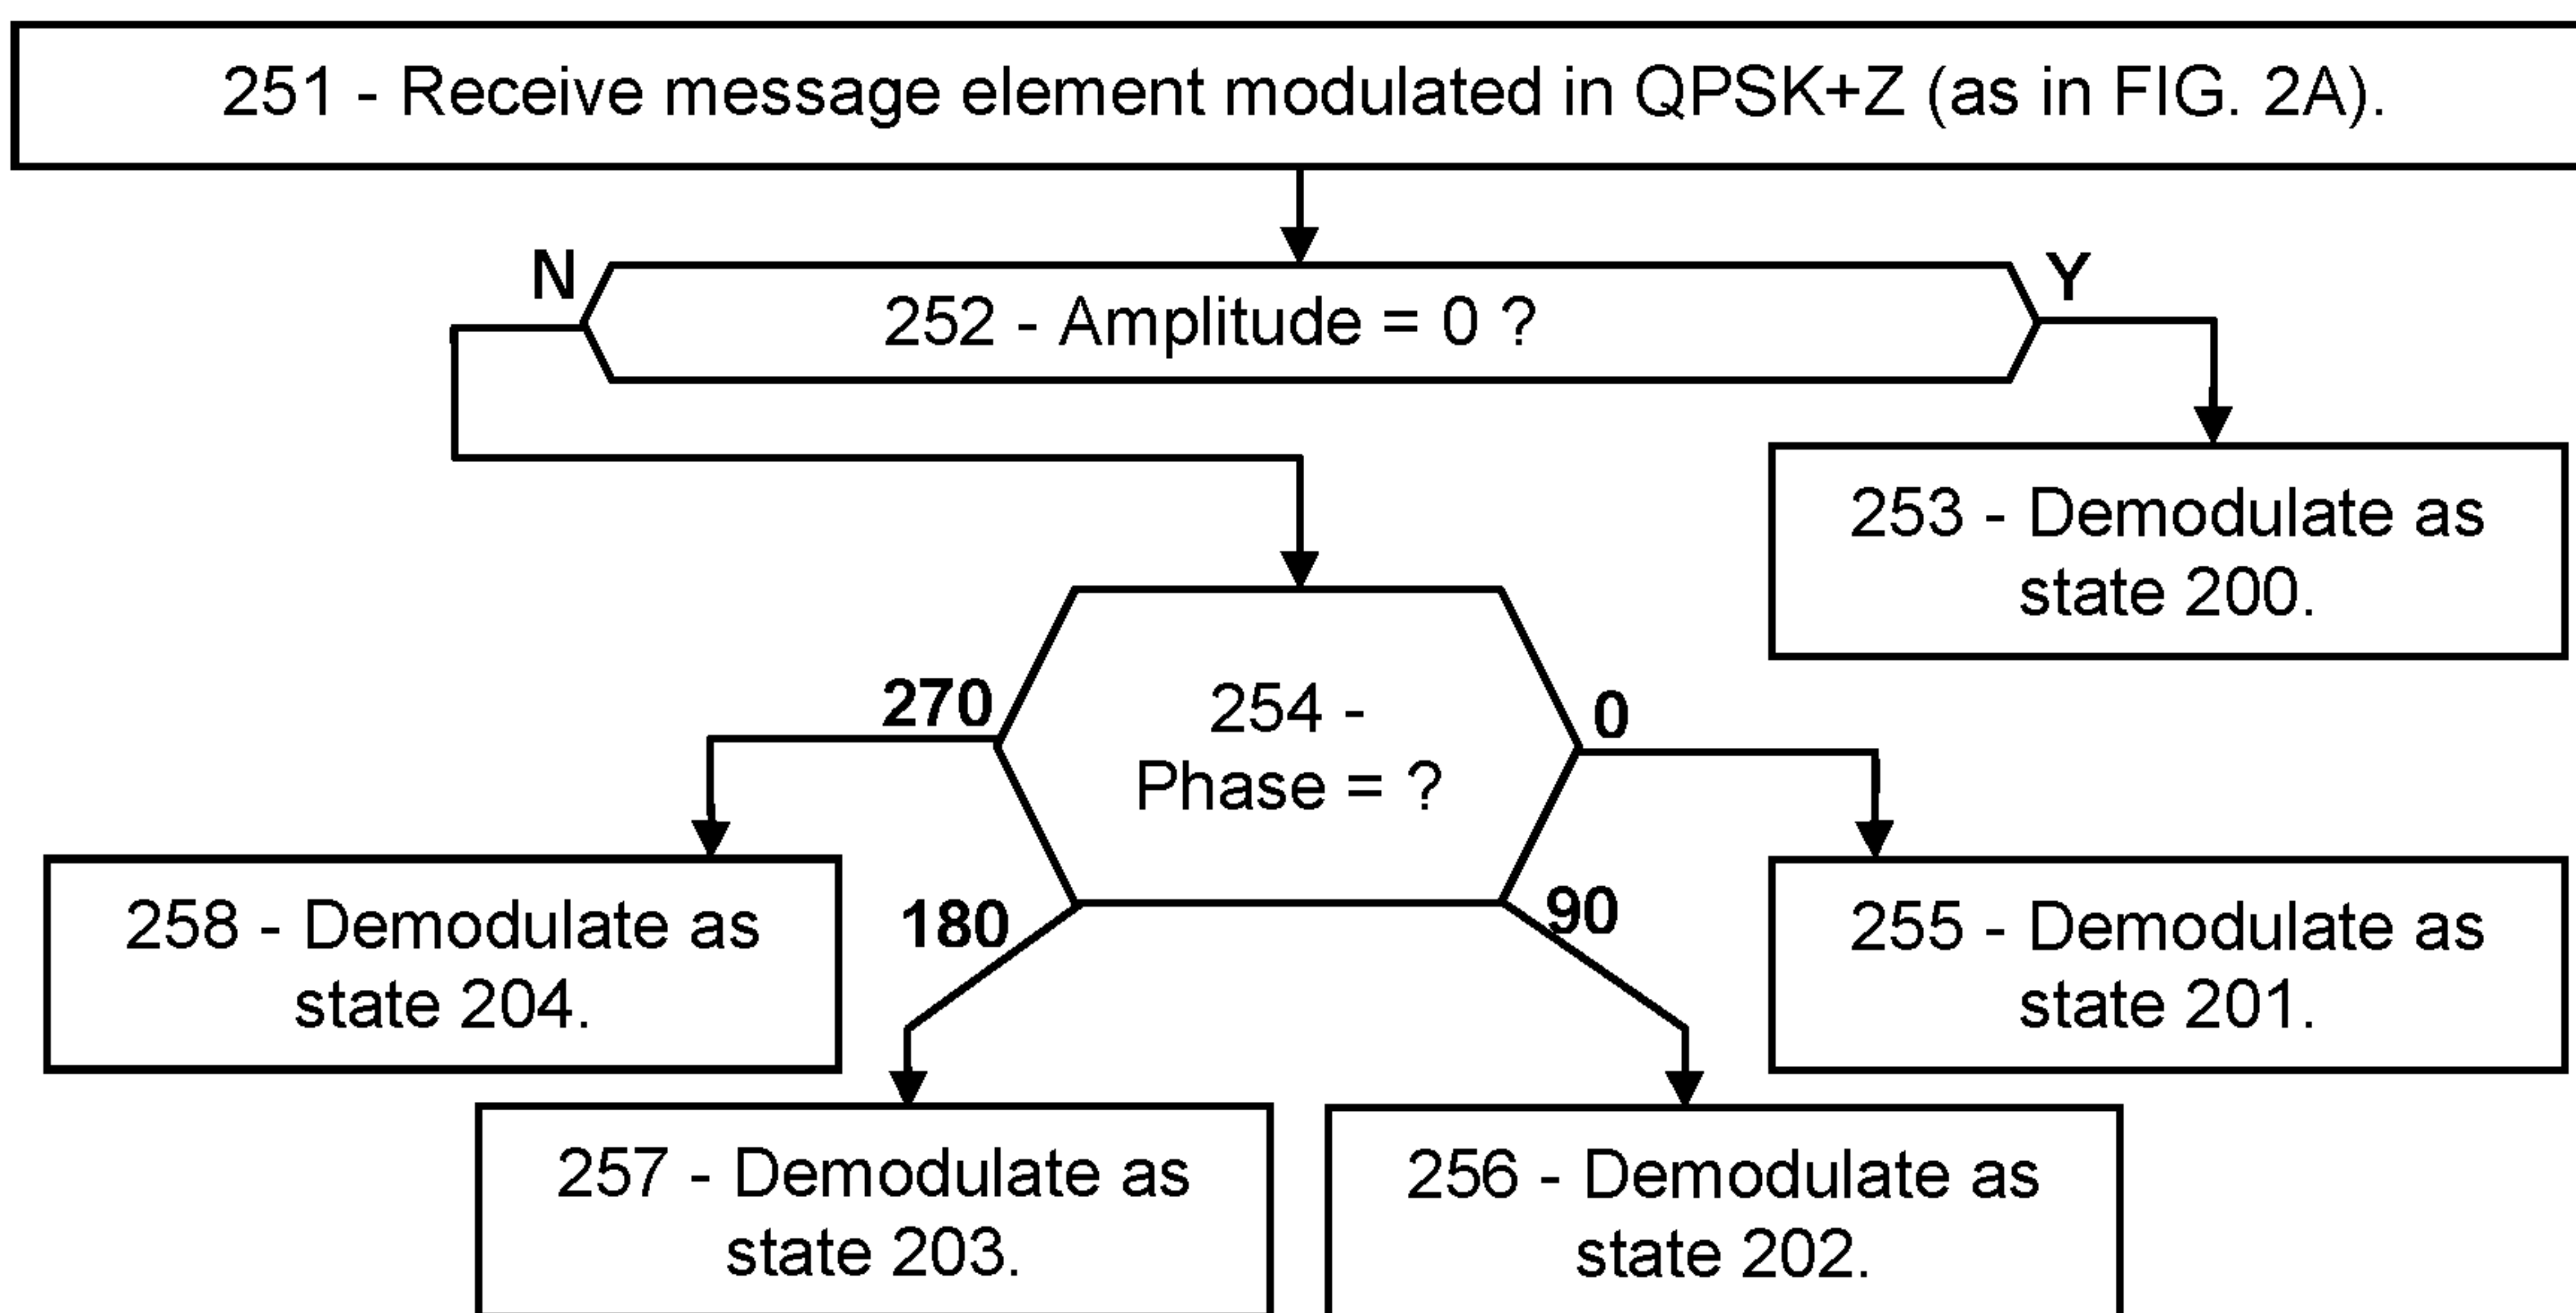 251 - Receive message element modulated in QPSK+Z (as in FIG. 2A).
N
Y
252 - Amplitude = 0 ?
253 - Demodulate as
state 200.
270
254 -
Phase = ?
0
258 - Demodulate as
state 204.
180
90
255 - Demodulate as
state 201.
257 - Demodulate as
state 203.
256 - Demodulate as
state 202.